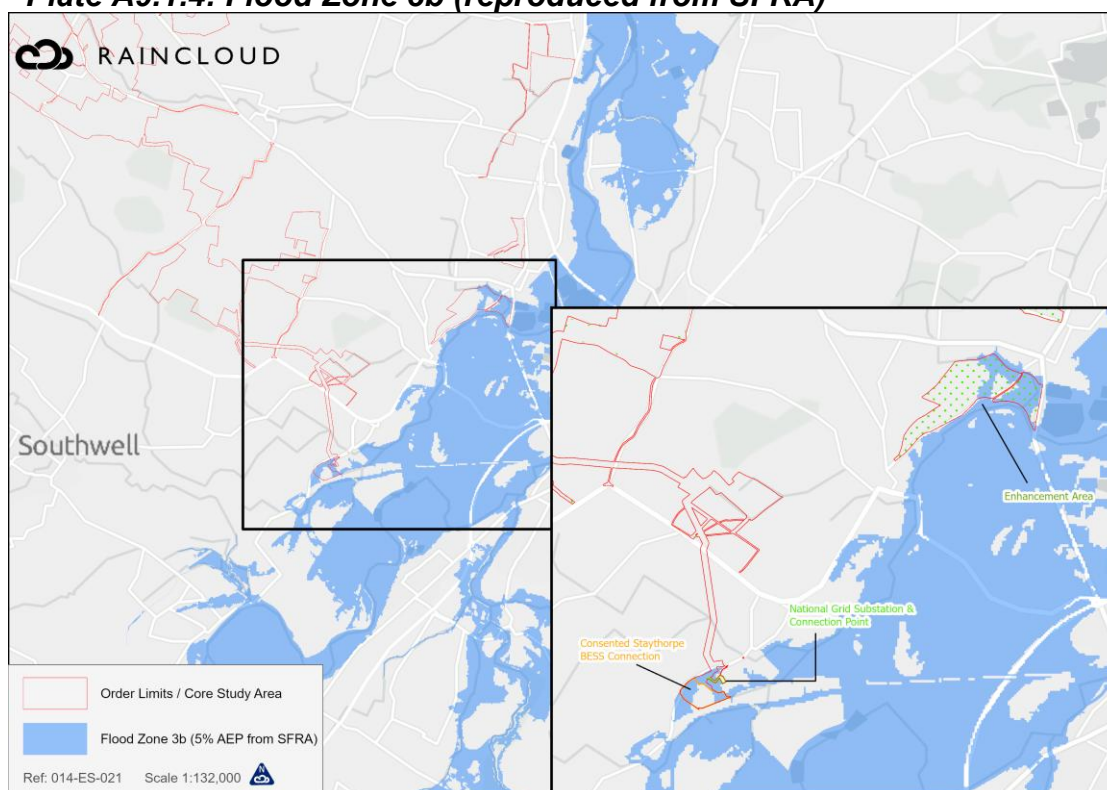 Plate A9.1.4: Flood Zone 3b (reproduced from SFRA)
RAINCLOUD
Southwell
Enhancement Area
National Grid Substation &
Connection Point
Consented Staythorpe
BESS Connection
Order Limits / Core Study Area
Flood Zone 3b (5% AEP from SFRA)
Ref: 014-ES-021 Scale 1:132,000
N